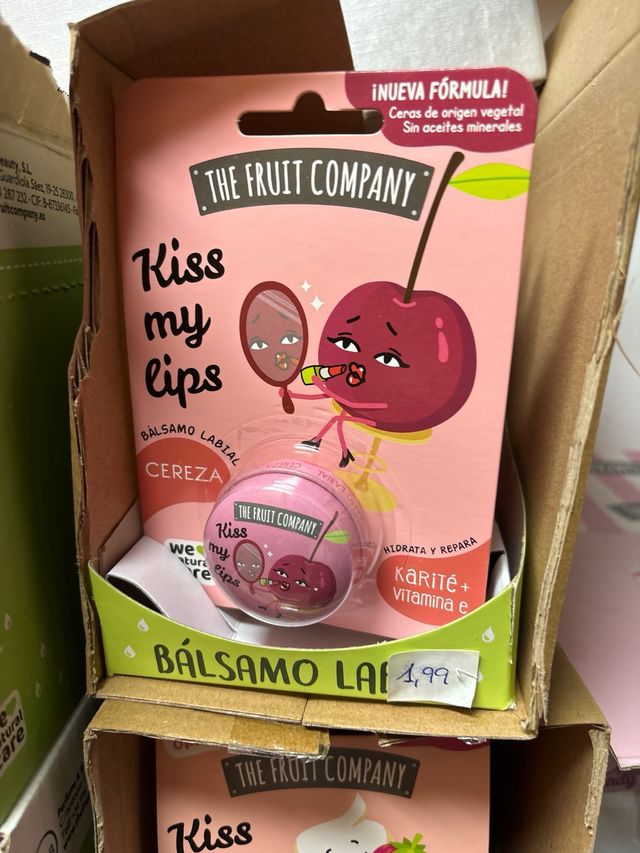 ¡NUEVA FÓRMULA!
Ceras de origen vegetal
Sin aceites minerales
THE FRUIT COMPANY
Kiss
my
lips
BÁLSAMO LABIAL
CEREZA
THE FRUIT COMPANY
Kiss
my
lips
we
HIDRATA Y REPARA
KARITÉ +
vitamina e
BÁLSAMO LA
1,99
THE FRUIT COMPANY
Kiss